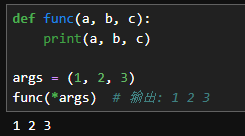 def func(a, b, c):
    print(a, b, c)

args = (1, 2, 3)
func(*args)  # 输出: 1 2 3
1 2 3